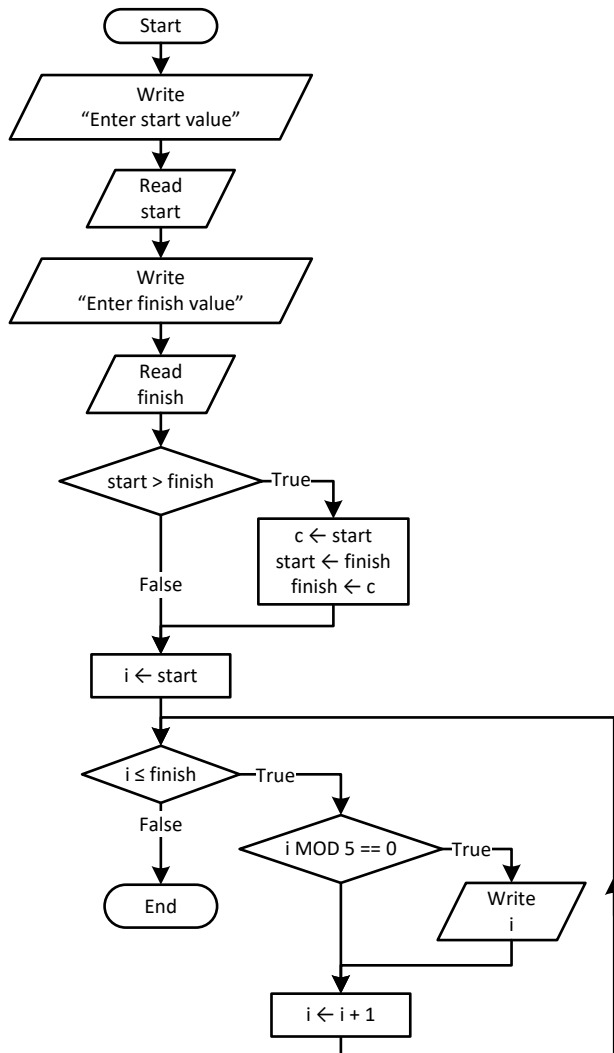 Start
Write
“Enter start value”
Read
start
Write
“Enter finish value”
Read
finish
start > finish
True
c ← start
start ← finish
finish ← c
False
i ← start
i ≤ finish
True
False
i MOD 5 == 0
True
End
Write
i
i ← i + 1